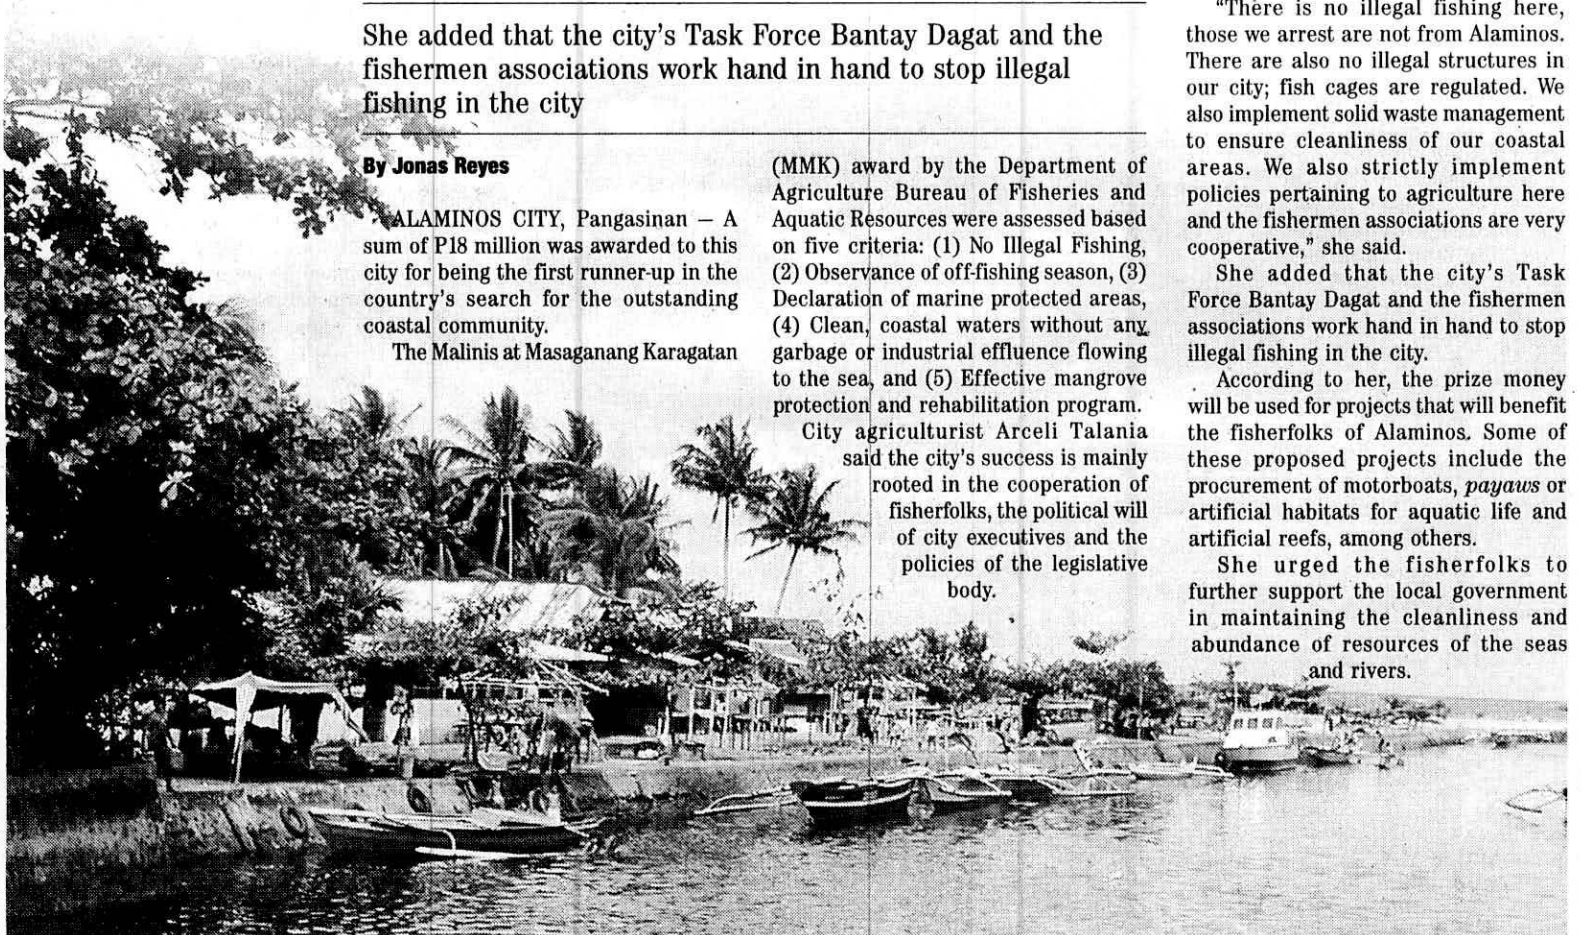 She added that the city's Task Force Bantay Dagat and the
fishermen associations work hand in hand to stop illegal
fishing in the city
By Jonas Reyes
ALAMINOS CITY, Pangasinan – A
sum of P18 million was awarded to this
city for being the first runner-up in the
country's search for the outstanding
coastal community.
The Malinis at Masaganang Karagatan
(MMK) award by the Department of
Agriculture Bureau of Fisheries and
Aquatic Resources were assessed based
on five criteria: (1) No Illegal Fishing,
(2) Observance of off-fishing season, (3)
Declaration of marine protected areas,
(4) Clean, coastal waters without any
garbage or industrial effluence flowing
to the sea, and (5) Effective mangrove
protection and rehabilitation program.
City agriculturist Arceli Talania
said the city's success is mainly
rooted in the cooperation of
fisherfolks, the political will
of city executives and the
policies of the legislative
body.
"There is no illegal fishing here,
those we arrest are not from Alaminos.
There are also no illegal structures in
our city; fish cages are regulated. We
also implement solid waste management
to ensure cleanliness of our coastal
areas. We also strictly implement
policies pertaining to agriculture here
and the fishermen associations are very
cooperative," she said.
She added that the city's Task
Force Bantay Dagat and the fishermen
associations work hand in hand to stop
illegal fishing in the city.
According to her, the prize money
will be used for projects that will benefit
the fisherfolks of Alaminos. Some of
these proposed projects include the
procurement of motorboats, payaws or
artificial habitats for aquatic life and
artificial reefs, among others.
She urged the fisherfolks to
further support the local government
in maintaining the cleanliness and
abundance of resources of the seas
and rivers.